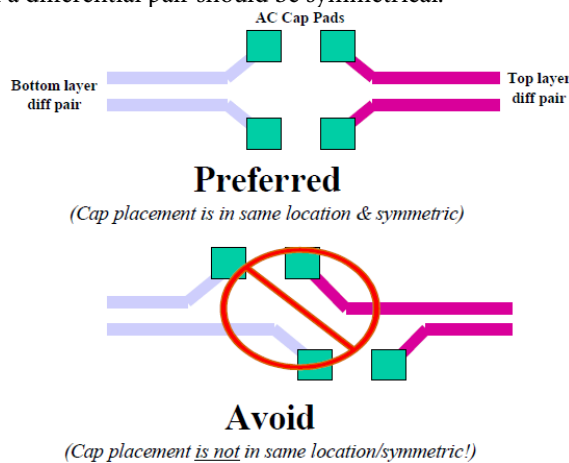 a differential pair should be symmetrical.
AC Cap Pads
Bottom layer
diff pair
Top layer
diff pair
Preferred
(Cap placement is in same location & symmetric)
Avoid
(Cap placement is not in same location/symmetric!)